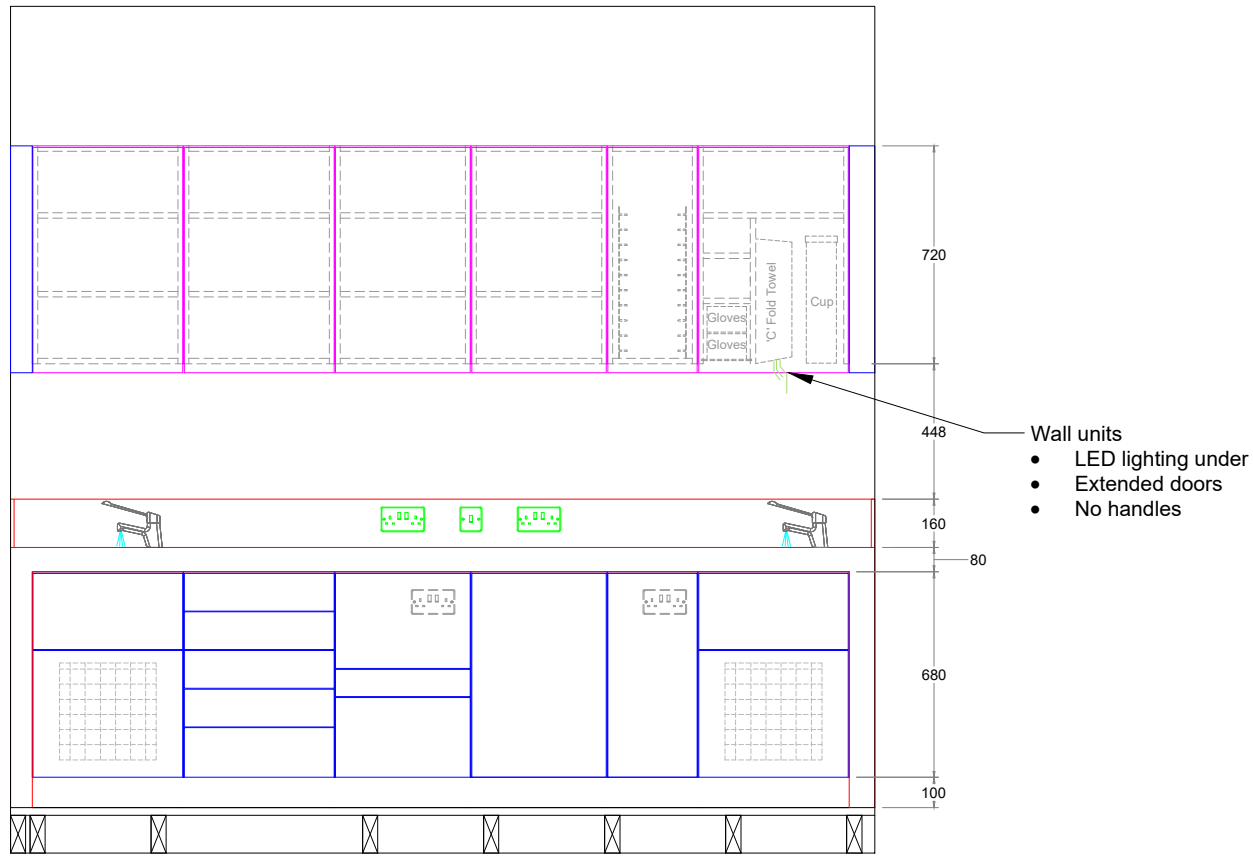 720
Gloves
Gloves
'C' Fold Towel
Cup
448
Wall units
• LED lighting under
• Extended doors
• No handles
160
80
680
100